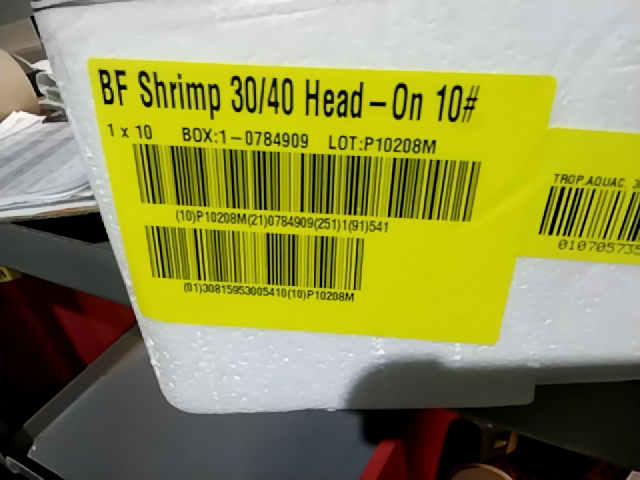 BF Shrimp 30/40 Head-On 10#
1 x 10 BOX:1-0784909 LOT:P10208M
(10)P10208M(21)0784909(251)1(91)541
(01)30815953005410(10)P10208M
TROP.AQUAC. 3
010705735